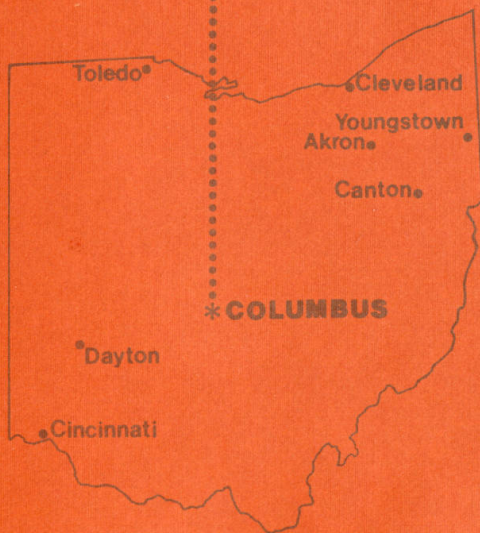 Toledo
Cleveland
Youngstown
Akron
Canton
*COLUMBUS
Dayton
Cincinnati